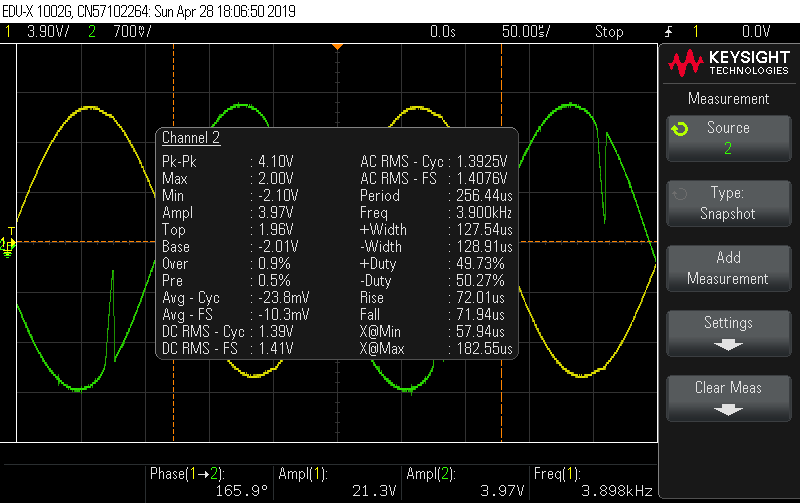 EDU-X 1002G, CN57102264: Sun Apr 28 18:06:50 2019
1 3.90V/ 2 700%/ 0.0s 50.00%/ Stop 1 0.0V
KEYSIGHT
TECHNOLOGIES
Measurement
Source
2
Type:
Snapshot
Add
Measurement
Settings
Clear Meas
T
Channel 2
Pk-Pk : 4.10V AC RMS - Cyc : 1.3925V
Max : 2.00V AC RMS - FS : 1.4076V
Min : -2.10V Period : 256.44us
Ampl : 3.97V Freq : 3.900kHz
Top : 1.96V +Width : 127.54us
Base : -2.01V -Width : 128.91us
Over : 0.9% +Duty : 49.73%
Pre : 0.5% -Duty : 50.27%
Avg - Cyc : -23.8mV Rise : 72.01us
Avg - FS : -10.3mV Fall : 71.94us
DC RMS - Cyc : 1.39V X@Min : 57.94us
DC RMS - FS : 1.41V X@Max : 182.55us
Phase(1→2): Ampl(1): Ampl(2): Freq(1):
165.9° 21.3V 3.97V 3.898kHz